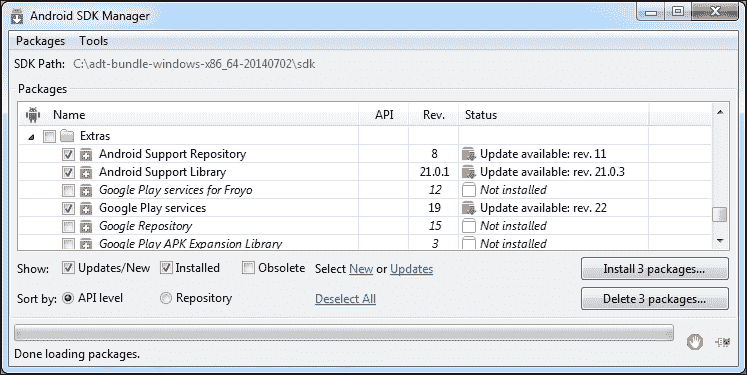 Android SDK Manager
Packages Tools
SDK Path: C:\adt-bundle-windows-x86_64-20140702\sdk
Packages
Name API Rev. Status
Extras
Android Support Repository 8 Update available: rev. 11
Android Support Library 21.0.1 Update available: rev. 21.0.3
Google Play services for Froyo 12 Not installed
Google Play services 19 Update available: rev. 22
Google Repository 15 Not installed
Google Play APK Expansion Library 3 Not installed
Show: Updates/New Installed Obsolete Select New or Updates Install 3 packages...
Sort by: API level Repository Deselect All Delete 3 packages...
Done loading packages.